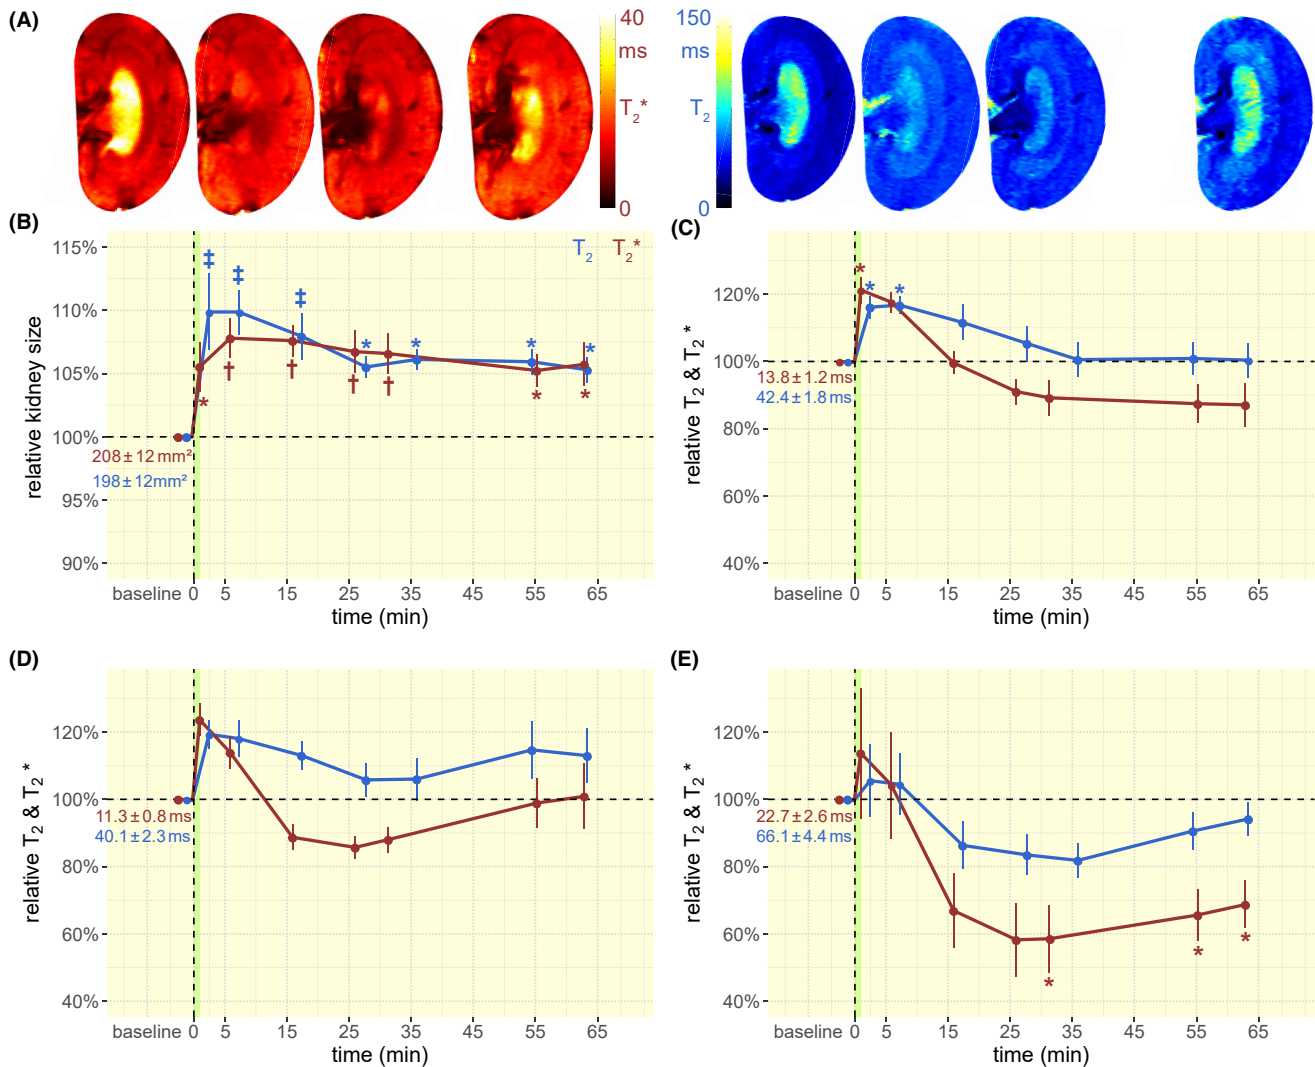 (A)
40
ms
T2*
0
150
ms
T2
0
(B)
T2 T2*
115%
110%
105%
100%
95%
90%
relative kidney size
‡ ‡ ‡ * * * *
* † † † † * *
208±12mm²
198±12mm²
baseline 0 5 15 25 35 45 55 65
time (min)
(C)
120%
100%
80%
60%
40%
relative T2 & T2*
* * *
13.8±1.2ms
42.4±1.8ms
baseline 0 5 15 25 35 45 55 65
time (min)
(D)
120%
100%
80%
60%
40%
relative T2 & T2*
11.3±0.8ms
40.1±2.3ms
baseline 0 5 15 25 35 45 55 65
time (min)
(E)
120%
100%
80%
60%
40%
relative T2 & T2*
22.7±2.6ms
66.1±4.4ms
* * *
baseline 0 5 15 25 35 45 55 65
time (min)